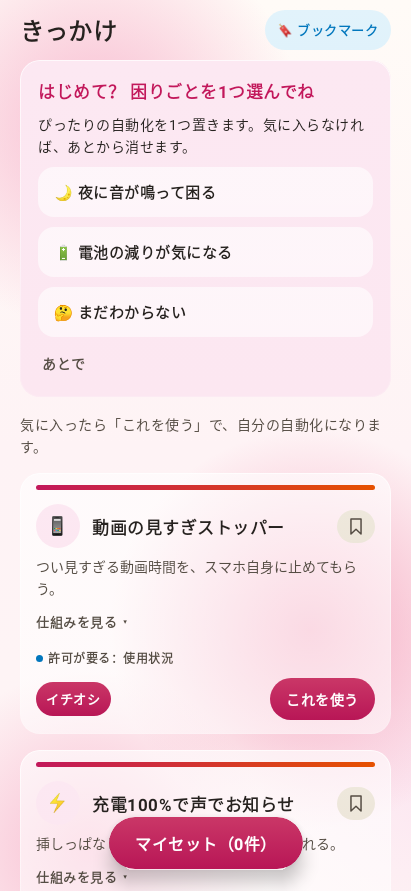 きっかけ
ブックマーク
はじめて? 困りごとを1つ選んでね
ぴったりの自動化を1つ置きます。気に入らなけれ
ば、あとから消せます。
夜に音が鳴って困る
電池の減りが気になる
まだわからない
あとで
気に入ったら「これを使う」で、自分の自動化になりま
す。
動画の見すぎストッパー
つい見すぎる動画時間を、スマホ自身に止めてもら
う。
仕組みを見る
許可が要る: 使用状況
イチオシ
これを使う
充電100%で声でお知らせ
挿しっぱな
れる。
マイセット（0件）
仕組みを見る